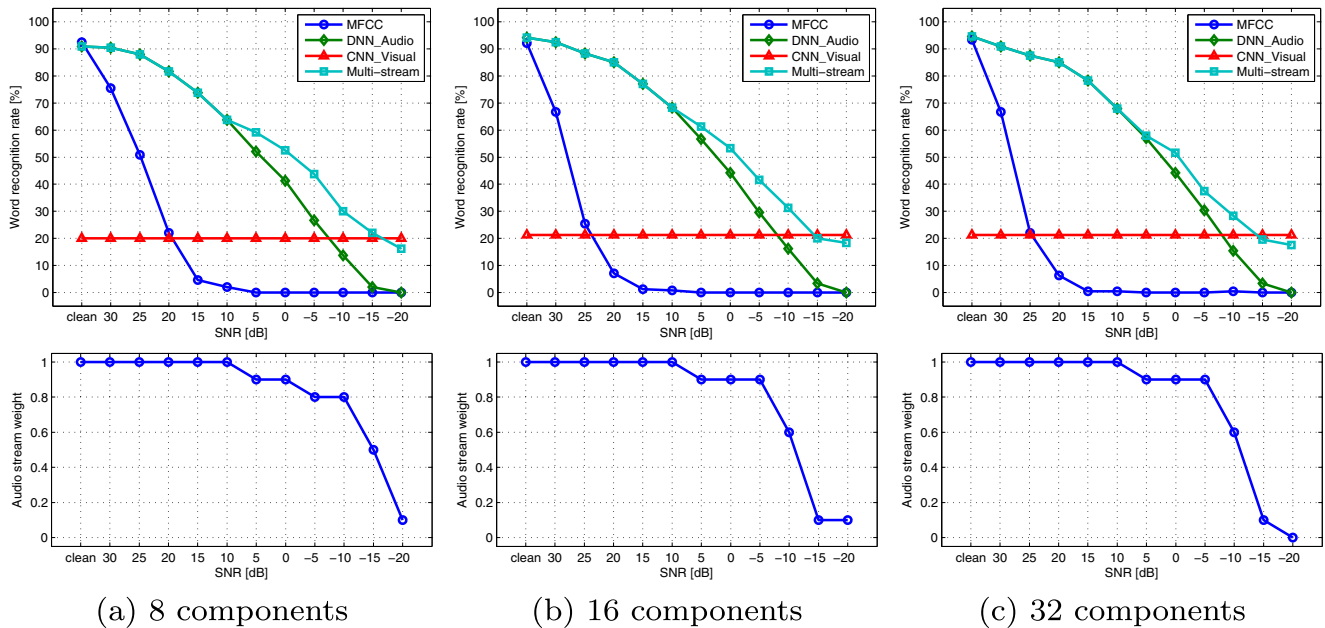 100
90
80
70
60
50
40
30
20
10
0
Word recognition rate [%]
MFCC
DNN_Audio
CNN_Visual
Multi−stream
clean 30 25 20 15 10 5 0 −5 −10 −15 −20
SNR [dB]
100
90
80
70
60
50
40
30
20
10
0
Word recognition rate [%]
MFCC
DNN_Audio
CNN_Visual
Multi−stream
clean 30 25 20 15 10 5 0 −5 −10 −15 −20
SNR [dB]
100
90
80
70
60
50
40
30
20
10
0
Word recognition rate [%]
MFCC
DNN_Audio
CNN_Visual
Multi−stream
clean 30 25 20 15 10 5 0 −5 −10 −15 −20
SNR [dB]
1
0.8
0.6
0.4
0.2
0
Audio stream weight
clean 30 25 20 15 10 5 0 −5 −10 −15 −20
SNR [dB]
1
0.8
0.6
0.4
0.2
0
Audio stream weight
clean 30 25 20 15 10 5 0 −5 −10 −15 −20
SNR [dB]
1
0.8
0.6
0.4
0.2
0
Audio stream weight
clean 30 25 20 15 10 5 0 −5 −10 −15 −20
SNR [dB]
(a) 8 components
(b) 16 components
(c) 32 components